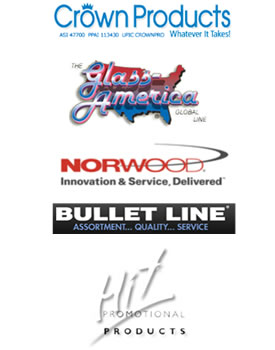 Crown Products
ASI 47700 PPAI 113430 UPIC CROWNPRO Whatever It Takes!
THE
Glass-
America
GLOBAL
LINE
NORWOOD®
Innovation & Service, Delivered™
BULLET LINE®
ASSORTMENT... QUALITY... SERVICE
Hit
PROMOTIONAL
PRODUCTS